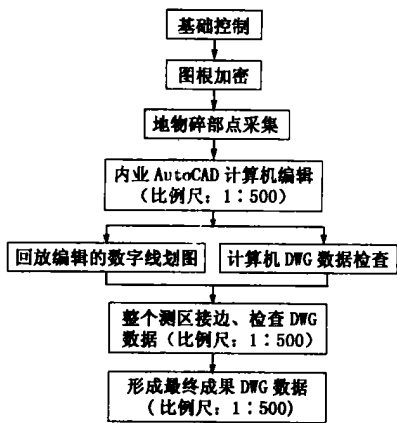 基础控制
图根加密
地物碎部点采集
内业 AutoCAD 计算机编辑
(比例尺：1∶500)
回放编辑的数字线划图
计算机 DWG 数据检查
整个测区接边、检查 DWG
数据(比例尺：1∶500)
形成最终成果 DWG 数据
(比例尺：1∶500)